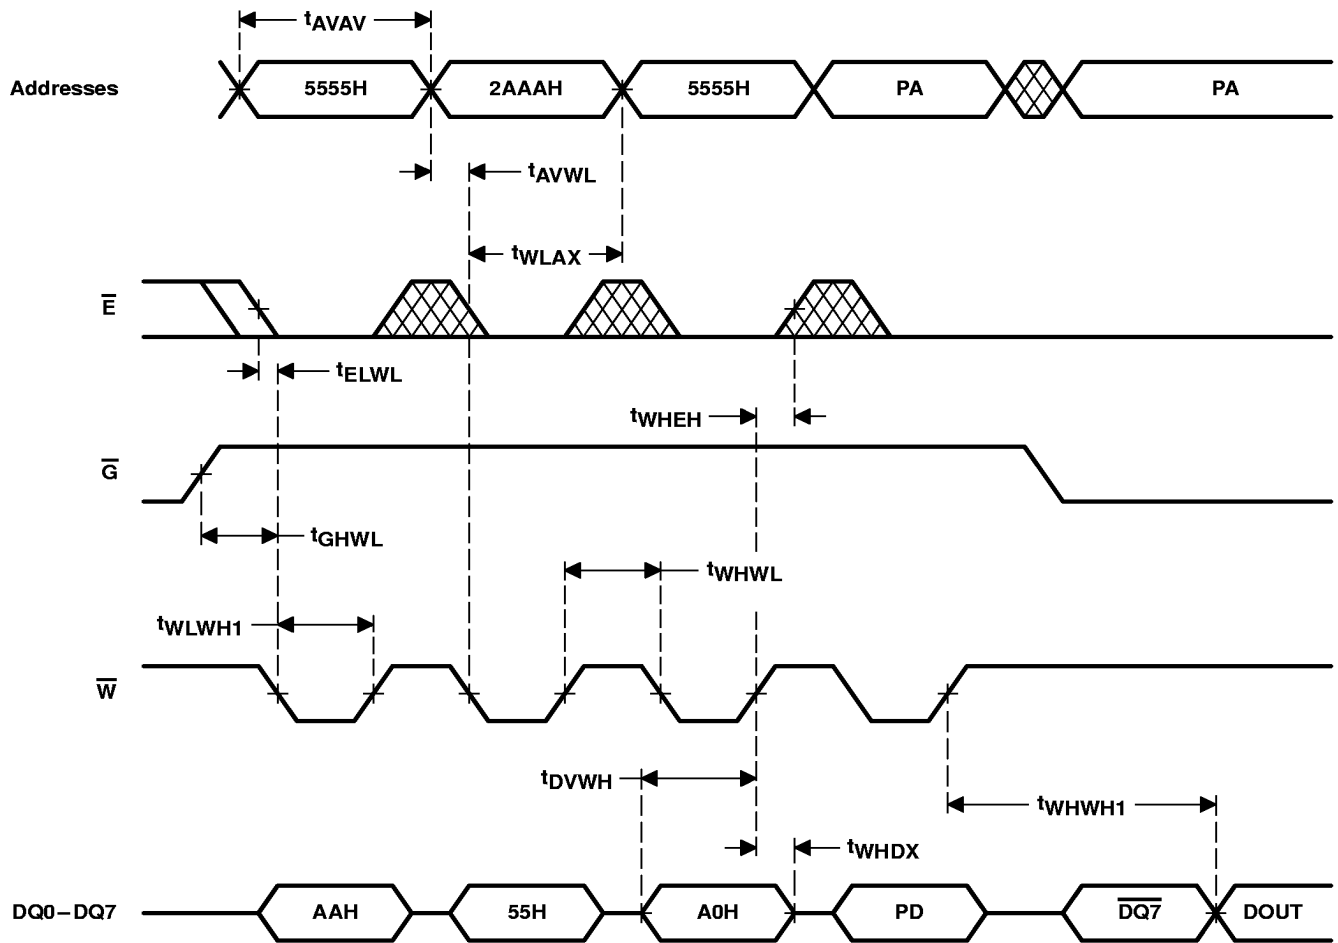 tAVAV
Addresses 5555H 2AAAH 5555H PA PA
tAVWL
tWLAX
E̅
tELWL
tWHEH
G̅
tGHWL
tWHWL
tWLWH1
W̅
tDVWH
tWHWH1
tWHDX
DQ0–DQ7 AAH 55H A0H PD D̅Q̅7̅ DOUT